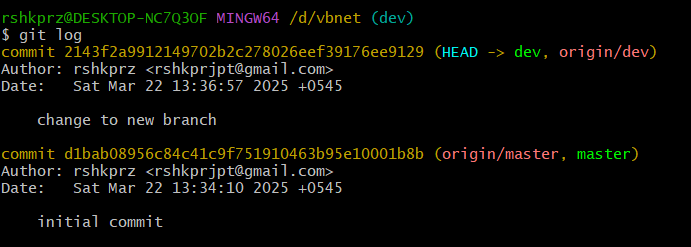 rshkprz@DESKTOP-NC7Q3OF MINGW64 /d/vbnet (dev)
$ git log
commit 2143f2a9912149702b2c278026eef39176ee9129 (HEAD -> dev, origin/dev)
Author: rshkprz <rshkprjpt@gmail.com>
Date:   Sat Mar 22 13:36:57 2025 +0545
    change to new branch
commit d1bab08956c84c41c9f751910463b95e10001b8b (origin/master, master)
Author: rshkprz <rshkprjpt@gmail.com>
Date:   Sat Mar 22 13:34:10 2025 +0545
    initial commit